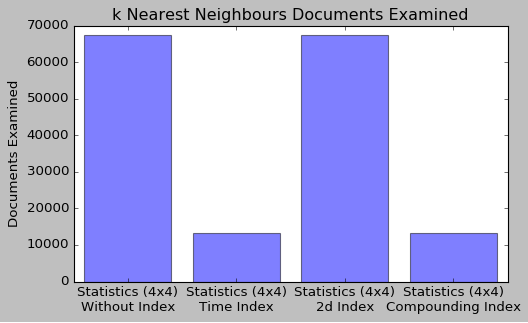 k Nearest Neighbours Documents Examined
70000
60000
50000
40000
30000
20000
10000
0
Documents Examined
Statistics (4x4)
Without Index
Statistics (4x4)
Time Index
Statistics (4x4)
2d Index
Statistics (4x4)
Compounding Index